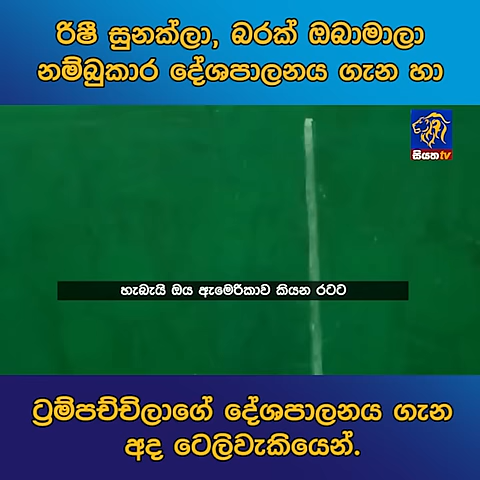 රිෂී සුනක්ලා, බරක් ඔබාමාලා
නම්බුකාර දේශපාලනය ගැන හා
සියත tv
හැබැයි ඔය ඇමෙරිකාව කියන රටට
ට්‍රම්පච්චිලාගේ දේශපාලනය ගැන
අද ටෙලිවැකියෙන්.